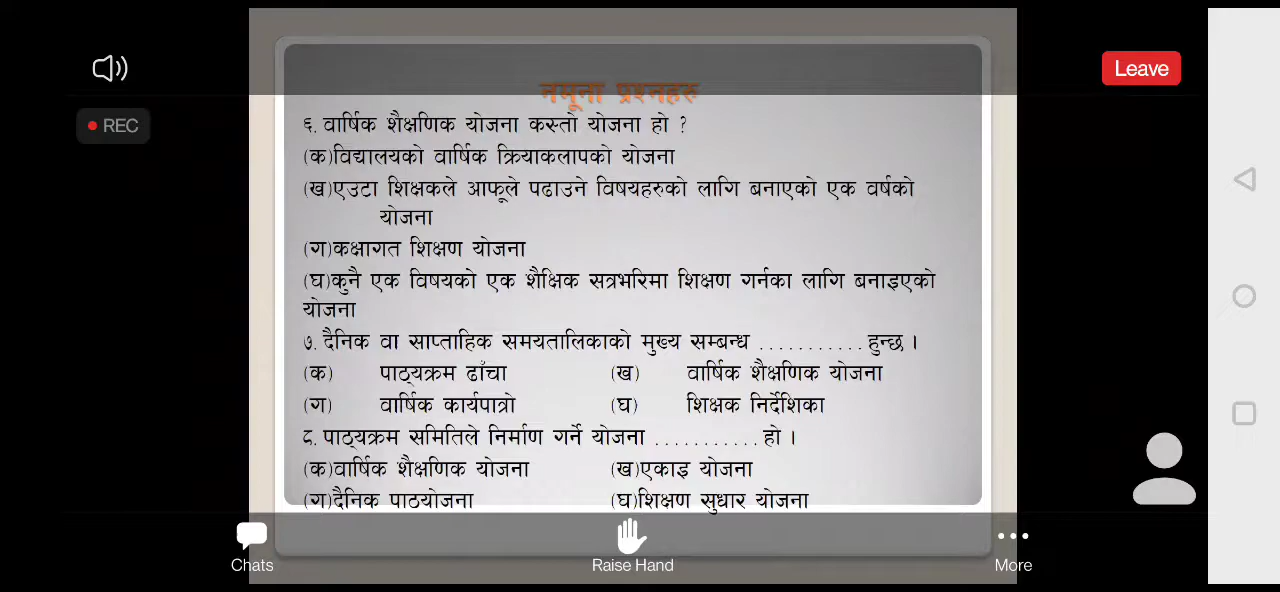 नमूना प्रश्नहरु
Leave
REC
६. वार्षिक शैक्षणिक योजना कस्तो योजना हो ?
(क)विद्यालयको वार्षिक क्रियाकलापको योजना
(ख)एउटा शिक्षकले आफूले पढाउने विषयहरुको लागि बनाएको एक वर्षको
योजना
(ग)कक्षागत शिक्षण योजना
(घ)कुनै एक विषयको एक शैक्षिक सत्रभरिमा शिक्षण गर्नका लागि बनाइएको
योजना
७. दैनिक वा साप्ताहिक समयतालिकाको मुख्य सम्बन्ध ........... हुन्छ ।
(क) पाठ्यक्रम ढाँचा (ख) वार्षिक शैक्षणिक योजना
(ग) वार्षिक कार्यपात्रो (घ) शिक्षक निर्देशिका
८. पाठ्यक्रम समितिले निर्माण गर्ने योजना ........... हो ।
(क)वार्षिक शैक्षणिक योजना (ख)एकाइ योजना
(ग)दैनिक पाठयोजना (घ)शिक्षण सुधार योजना
Chats Raise Hand More